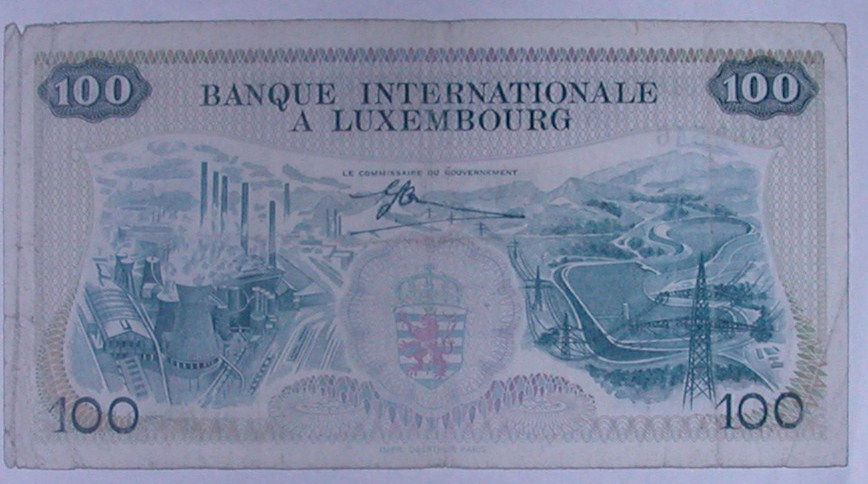 100 100
BANQUE INTERNATIONALE
A LUXEMBOURG
LE COMMISSAIRE DU GOUVERNEMENT
100 100